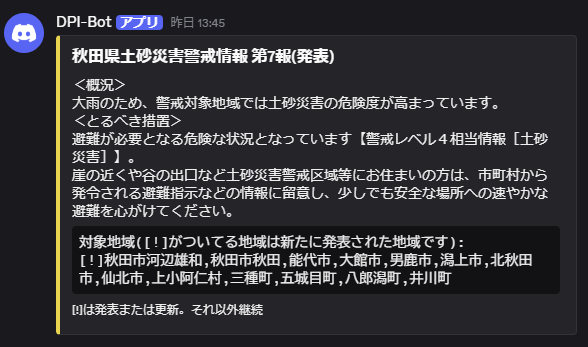 DPI-Bot アプリ 昨日 13:45
秋田県土砂災害警戒情報 第7報(発表)
＜概況＞
大雨のため、警戒対象地域では土砂災害の危険度が高まっています。
＜とるべき措置＞
避難が必要となる危険な状況となっています【警戒レベル４相当情報［土砂
災害］】。
崖の近くや谷の出口など土砂災害警戒区域等にお住まいの方は、市町村から
発令される避難指示などの情報に留意し、少しでも安全な場所への速やかな
避難を心がけてください。
対象地域([!]がついてる地域は新たに発表された地域です):
[!]秋田市河辺雄和,秋田市秋田,能代市,大館市,男鹿市,潟上市,北秋田
市,仙北市,上小阿仁村,三種町,五城目町,八郎潟町,井川町
[!]は発表または更新。それ以外継続